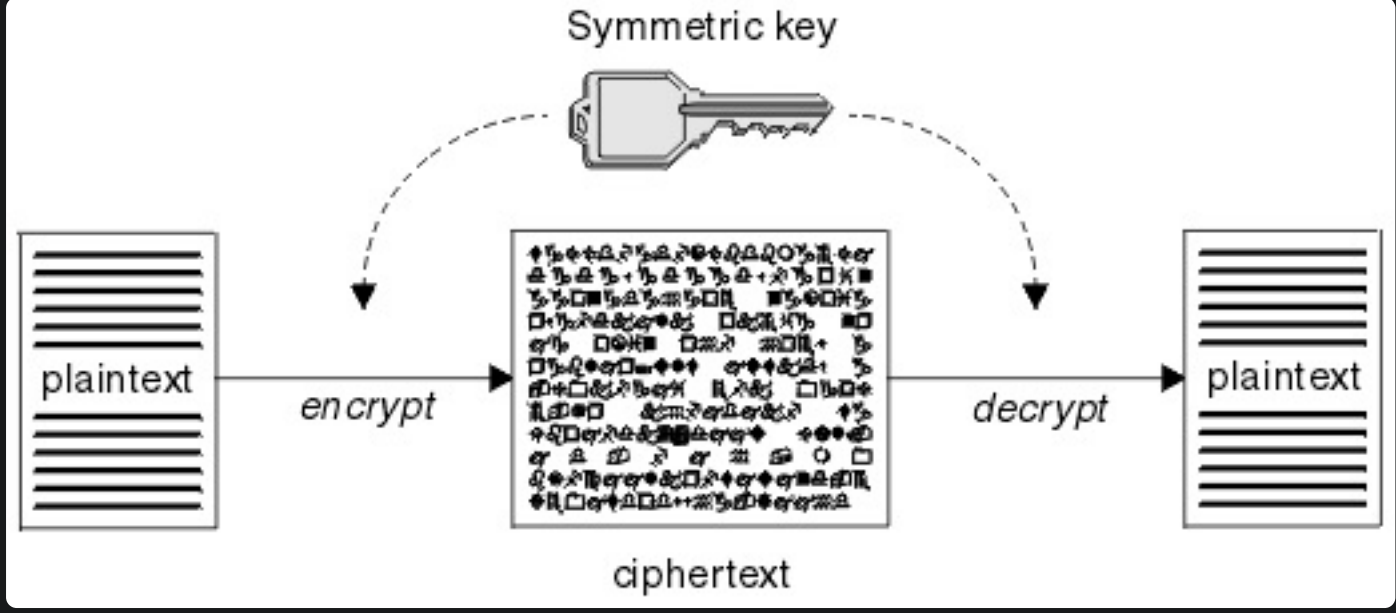 Symmetric key
plaintext
encrypt
decrypt
plaintext
ciphertext